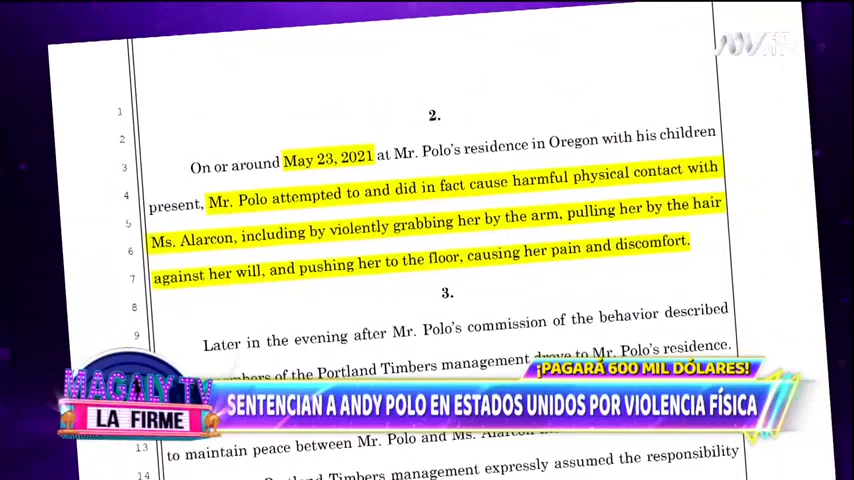 ATV HD
1
2
3
4
5
6
7
8
9
13
14
2.
On or around May 23, 2021 at Mr. Polo's residence in Oregon with his children
present, Mr. Polo attempted to and did in fact cause harmful physical contact with
Ms. Alarcon, including by violently grabbing her by the arm, pulling her by the hair
against her will, and pushing her to the floor, causing her pain and discomfort.
3.
Later in the evening after Mr. Polo's commission of the behavior described
of the Portland Timbers management drove to Mr. Polo's residence.
to maintain peace between Mr. Polo and Ms. Alarcon
Timbers management expressly assumed the responsibility
¡PAGARÁ 600 MIL DÓLARES!
MAGALY TV
LA FIRME
SENTENCIAN A ANDY POLO EN ESTADOS UNIDOS POR VIOLENCIA FÍSICA